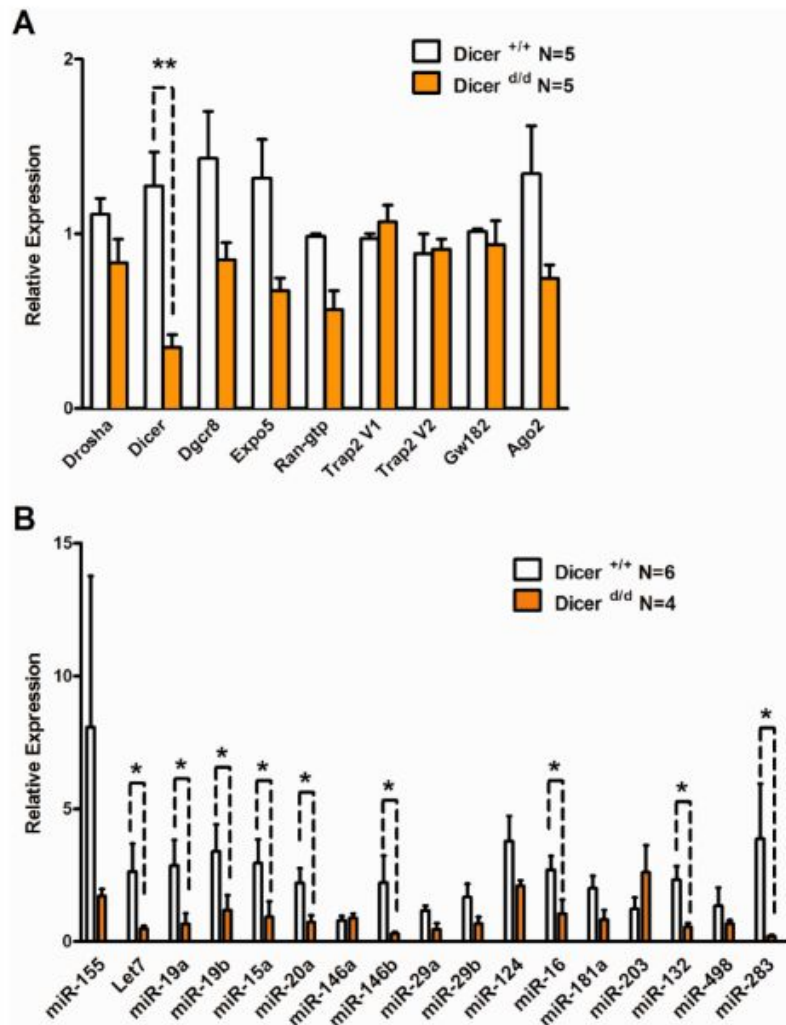 A
Dicer +/+ N=5
Dicer d/d N=5
**
Relative Expression
2
1
0
Drosha
Dicer
Dgcr8
Expo5
Ran-gtp
Trap2 V1
Trap2 V2
Gw182
Ago2
B
Dicer +/+ N=6
Dicer d/d N=4
Relative Expression
15
10
5
0
*
*
*
*
*
*
*
*
*
miR-155
Let7
miR-19a
miR-19b
miR-15a
miR-20a
miR-146a
miR-146b
miR-29a
miR-29b
miR-124
miR-16
miR-181a
miR-203
miR-132
miR-498
miR-283